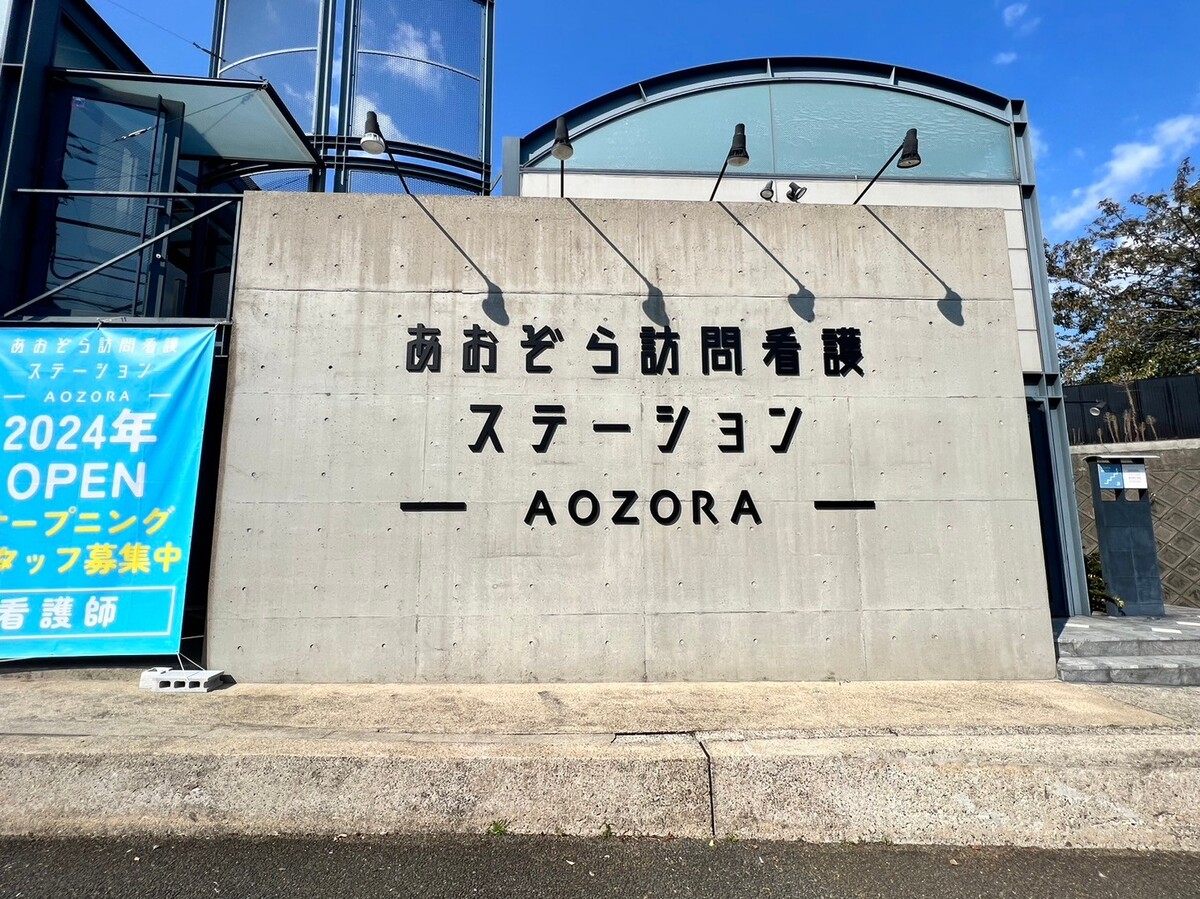 あおぞら訪問看護
ステーション
AOZORA
あおぞら訪問看護
ステーション
AOZORA
2024年
OPEN
オープニング
タッフ募集中
看護師